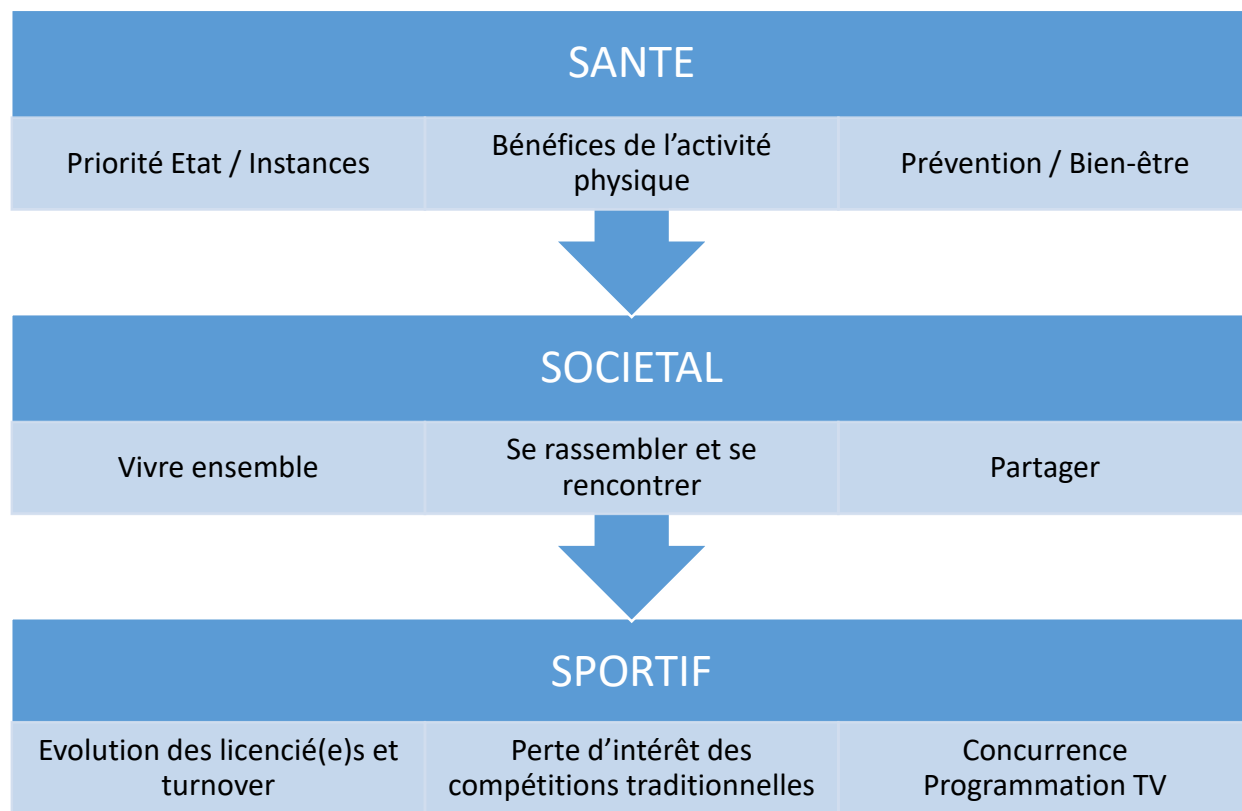 SANTE
Priorité Etat / Instances
Bénéfices de l’activité
physique
Prévention / Bien-être
SOCIETAL
Vivre ensemble
Se rassembler et se
rencontrer
Partager
SPORTIF
Evolution des licencié(e)s et
turnover
Perte d’intérêt des
compétitions traditionnelles
Concurrence
Programmation TV